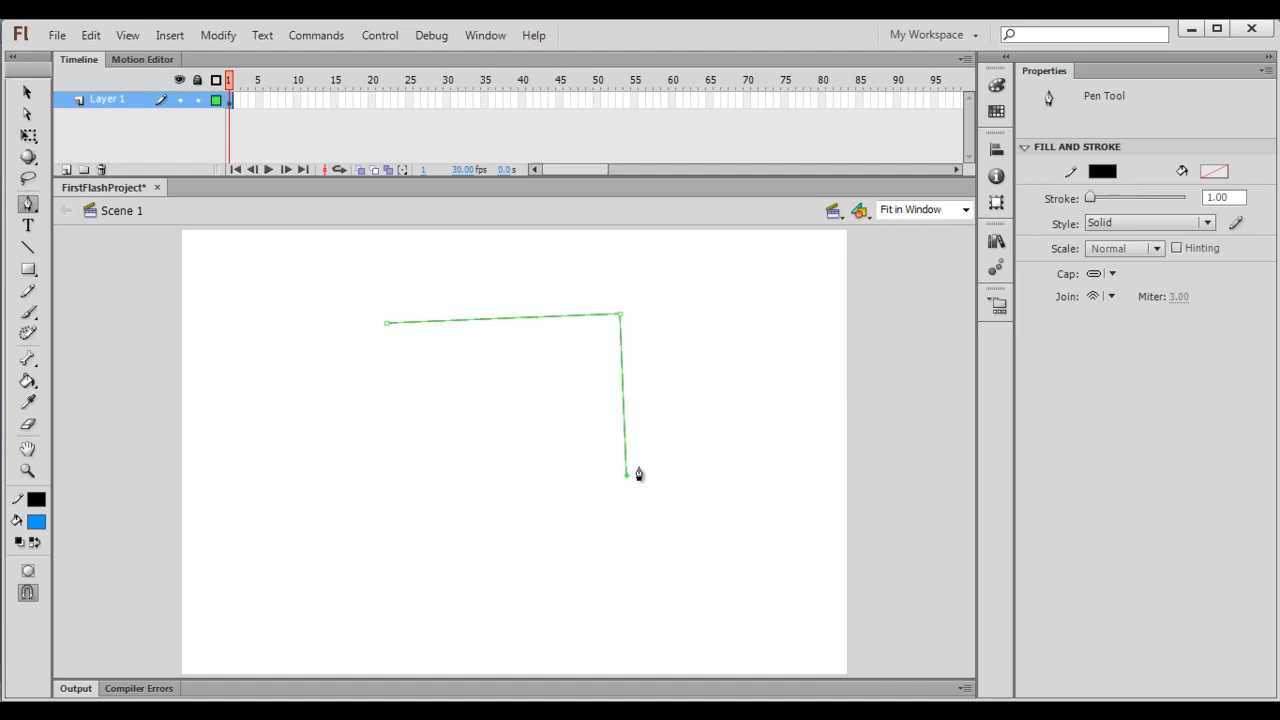 Fl File Edit View Insert Modify Text Commands Control Debug Window Help My Workspace
Timeline Motion Editor
Properties
1 5 10 15 20 25 30 35 40 45 50 55 60 65 70 75 80 85 90 95
Layer 1
Pen Tool
FILL AND STROKE
1 30.00 fps 0.0 s
FirstFlashProject*
Scene 1
Fit in Window
Stroke: 1.00
Style: Solid
Scale: Normal Hinting
Cap:
Join: Miter: 3.00
T
Output Compiler Errors